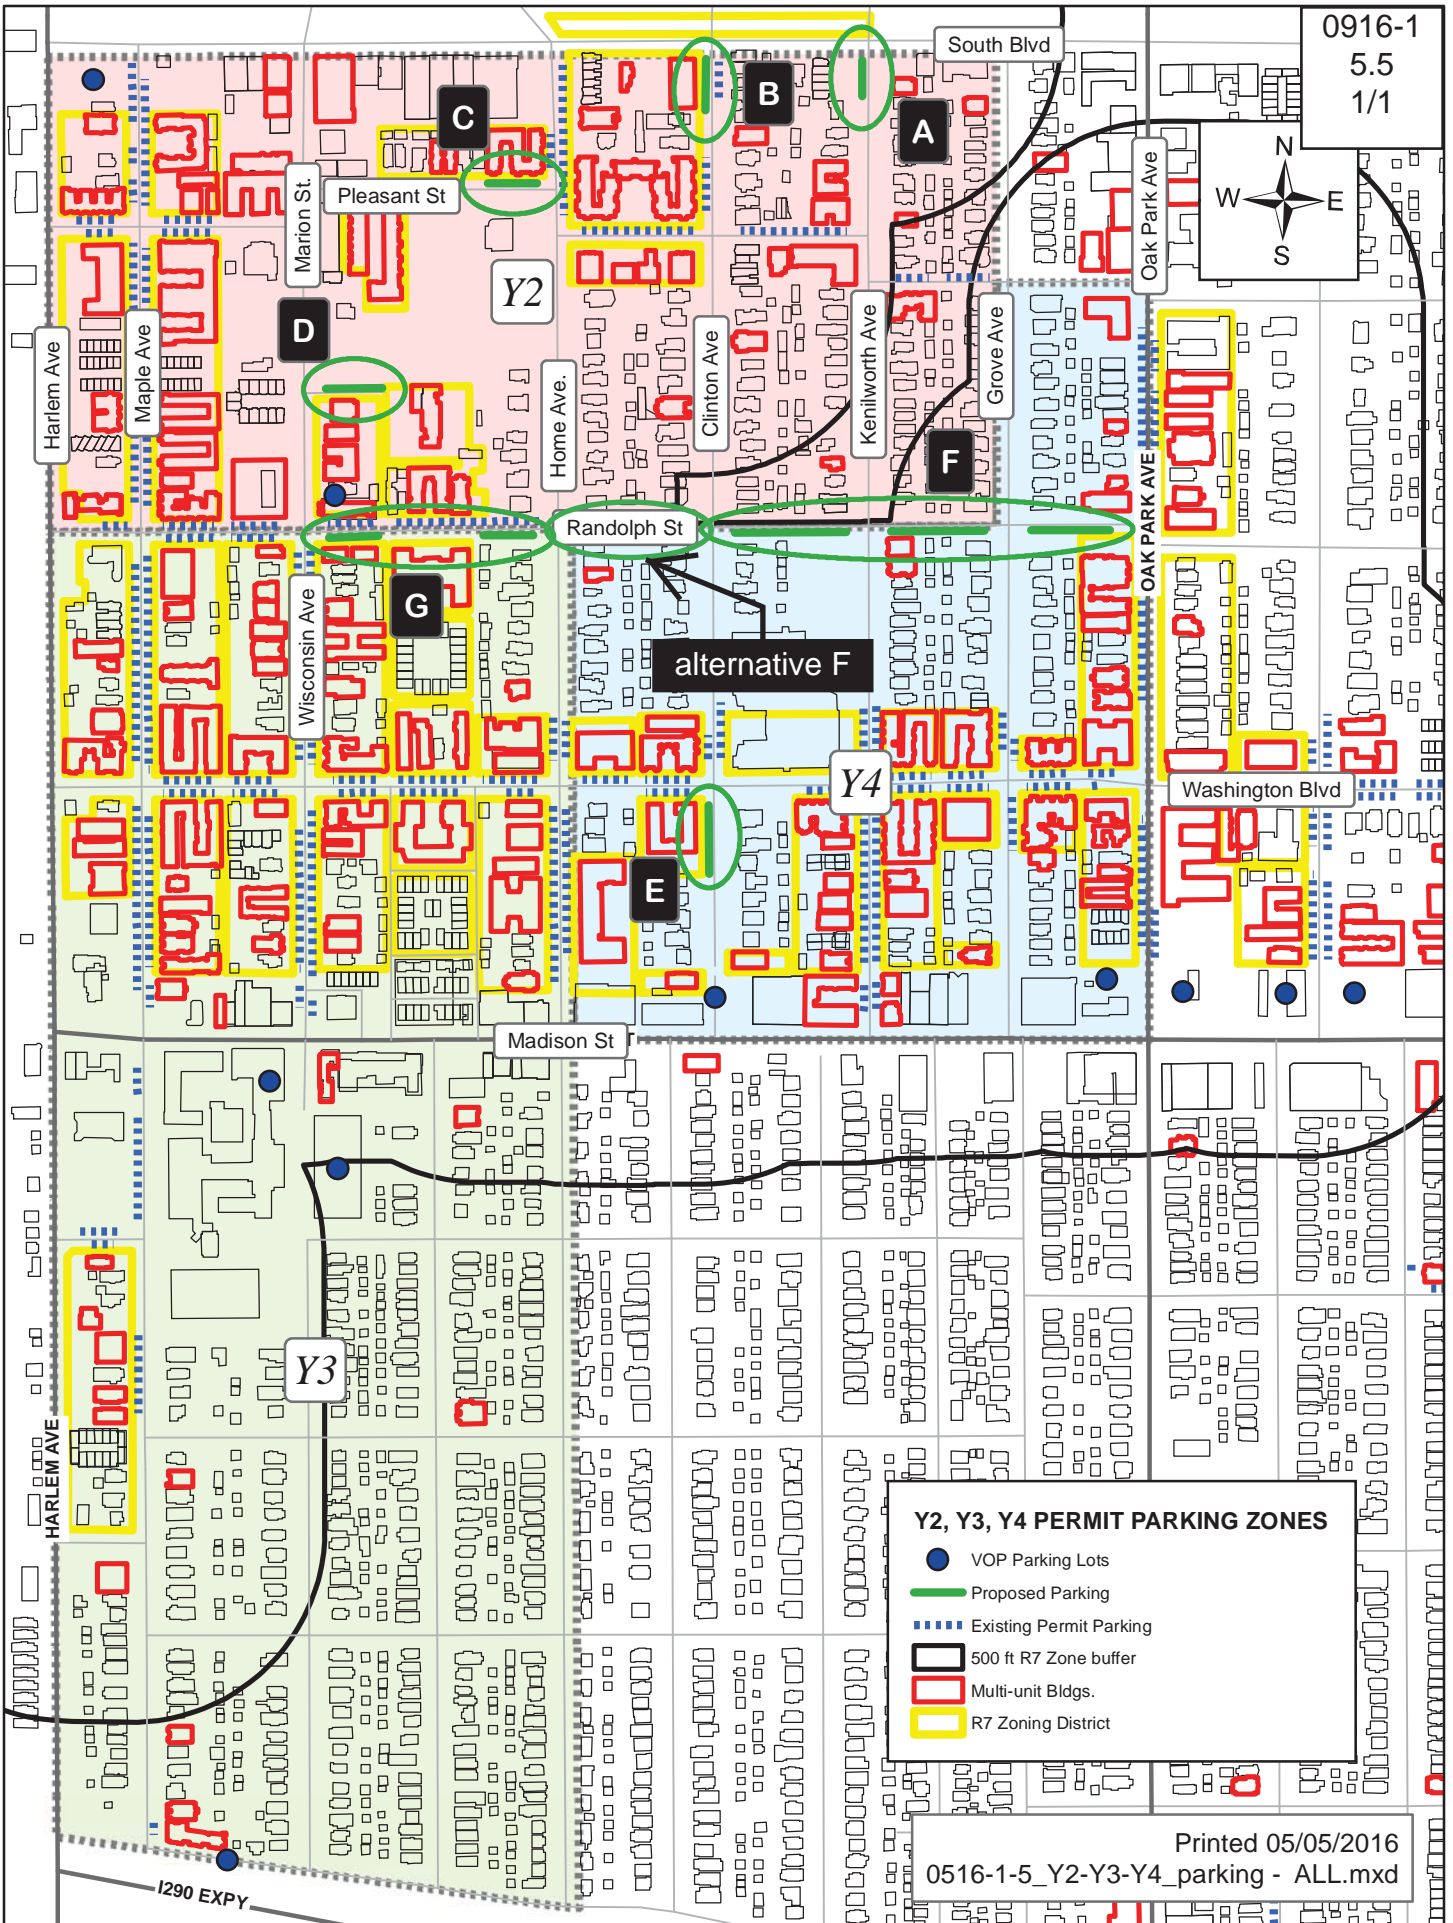 0916-1
5.5
1/1
South Blvd
B
C
A
N
W
E
S
Marion St.
Pleasant St
Oak Park Ave
Y2
D
Harlem Ave
Maple Ave
Home Ave.
Clinton Ave
Kenilworth Ave
Grove Ave
F
Randolph St
OAK PARK AVE
G
Wisconsin Ave
alternative F
Y4
Washington Blvd
E
Madison St
T
Y3
HARLEM AVE
Y2, Y3, Y4 PERMIT PARKING ZONES
VOP Parking Lots
Proposed Parking
Existing Permit Parking
500 ft R7 Zone buffer
Multi-unit Bldgs.
R7 Zoning District
Printed 05/05/2016
0516-1-5_Y2-Y3-Y4_parking - ALL.mxd
I290 EXPY